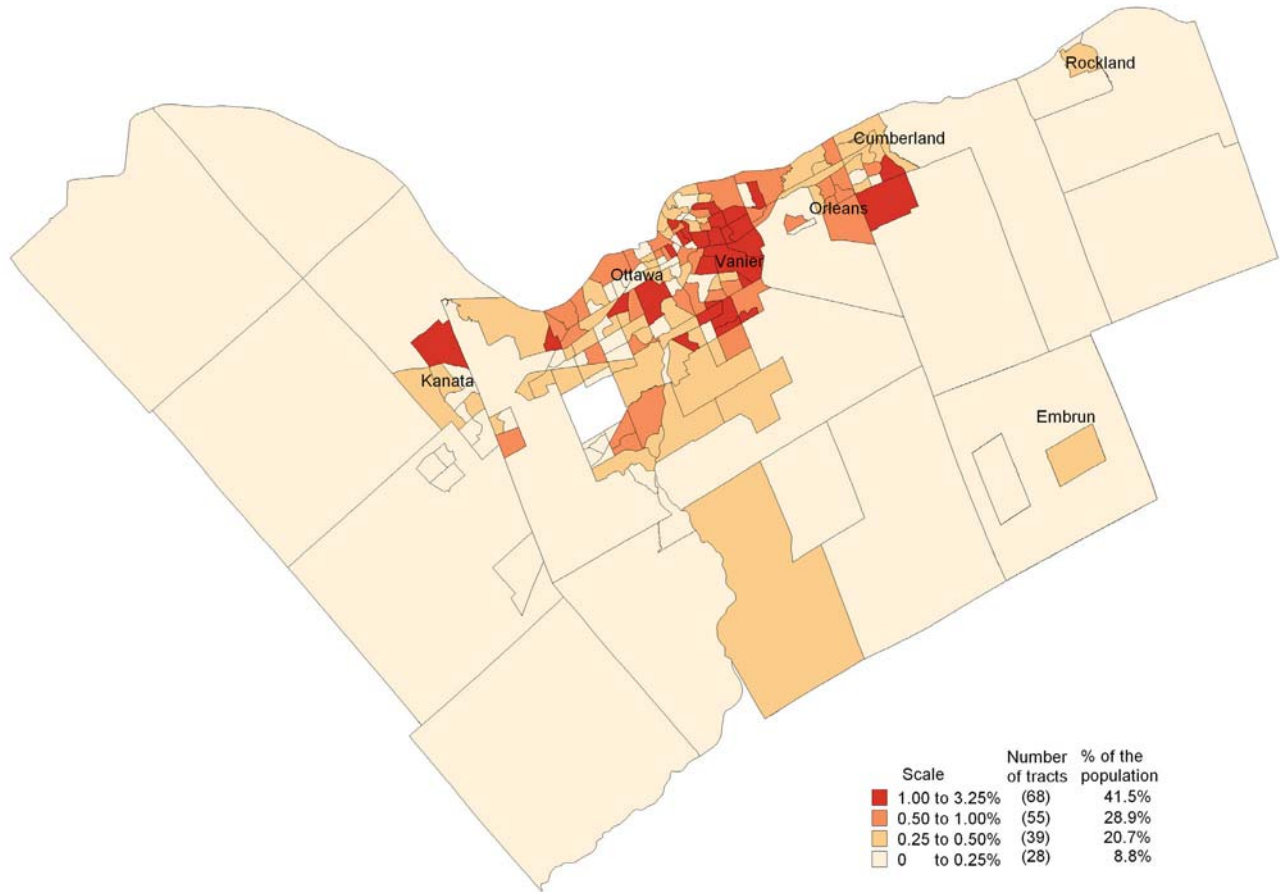 Rockland
Cumberland
Orleans
Vanier
Ottawa
Kanata
Embrun
Scale Number of tracts % of the population
1.00 to 3.25% (68) 41.5%
0.50 to 1.00% (55) 28.9%
0.25 to 0.50% (39) 20.7%
0 to 0.25% (28) 8.8%